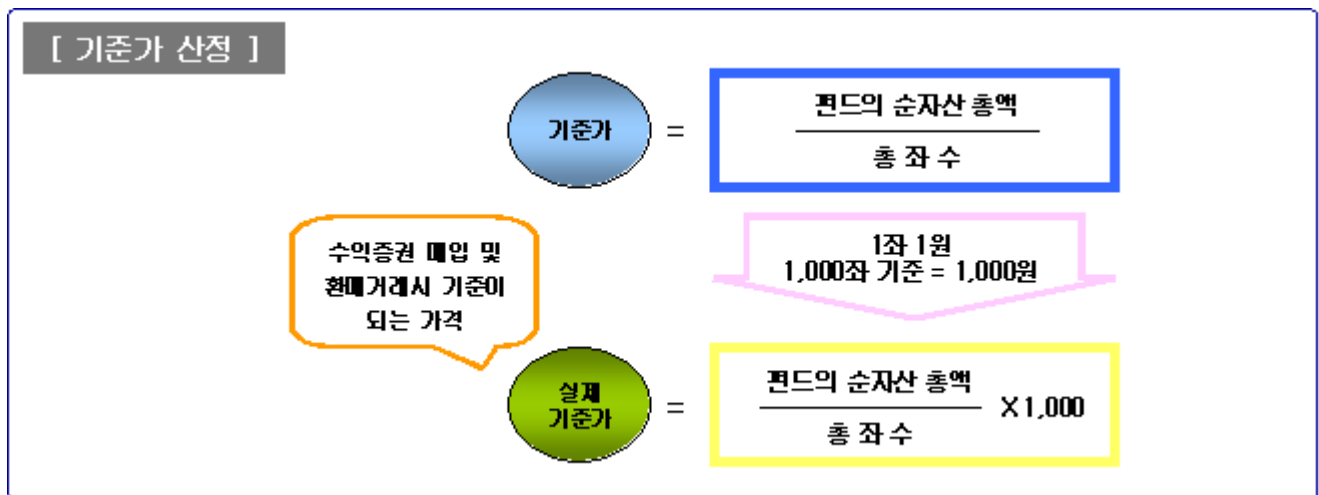 [ 기준가 산정 ]
기준가 =
펀드의 순자산 총액
총 좌 수
수익증권 매입 및
환매거래시 기준이
되는 가격
1좌 1원
1,000좌 기준 = 1,000원
실제
기준가 =
펀드의 순자산 총액
총 좌 수
X 1,000